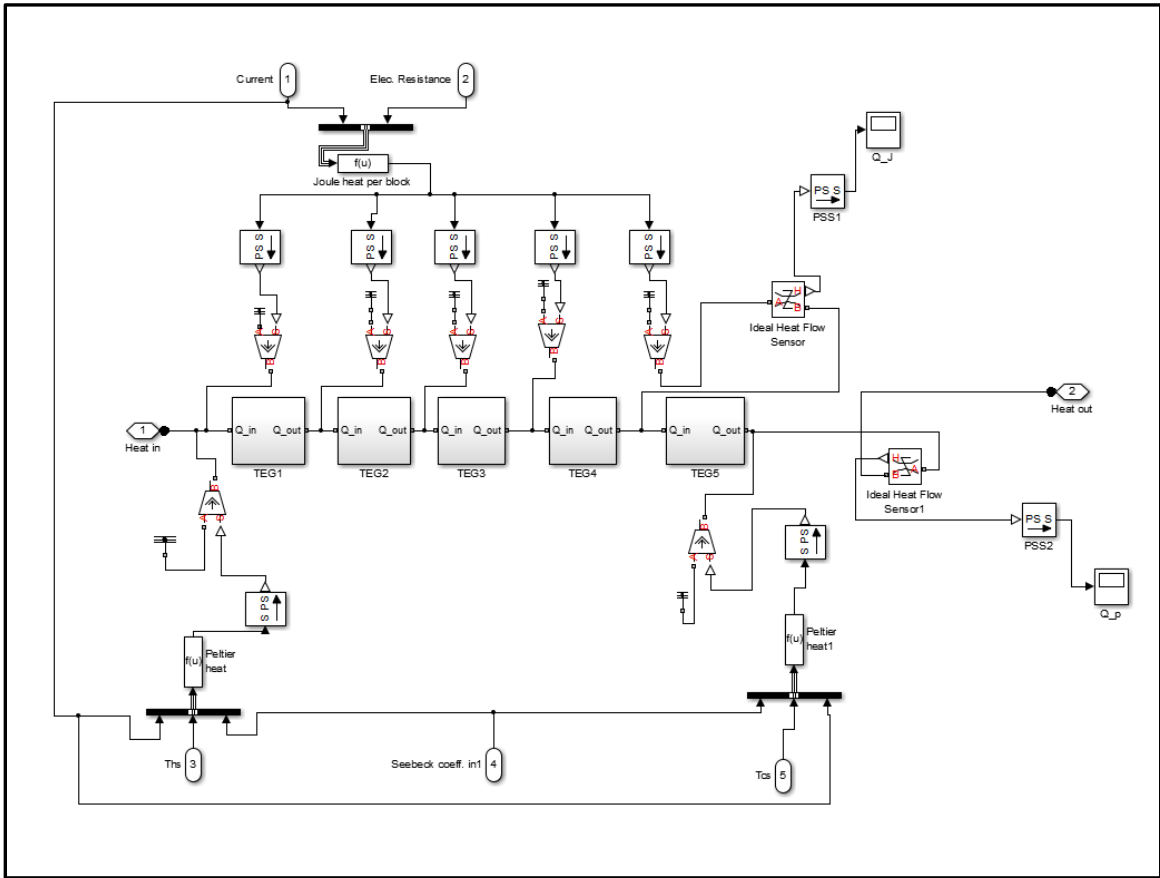 Current 1
Elec. Resistance 2
f(u)
Joule heat per block
Q_J
PS S
PSS1
PS S
PS S
PS S
PS S
PS S
A S
B
A S
B
A S
B
A S
B
A S
B
H
A
B
Ideal Heat Flow
Sensor
1
Heat in
Q_in Q_out
TEG1
Q_in Q_out
TEG2
Q_in Q_out
TEG3
Q_in Q_out
TEG4
Q_in Q_out
TEG5
2
Heat out
H
B A
Ideal Heat Flow
Sensor1
B
A S
B
A S
PS S
PSS2
Q_p
S PS
S PS
f(u)
Peltier
heat
f(u)
Peltier
heat1
Ths 3
Seebeck coeff. in1 4
Tcs 5